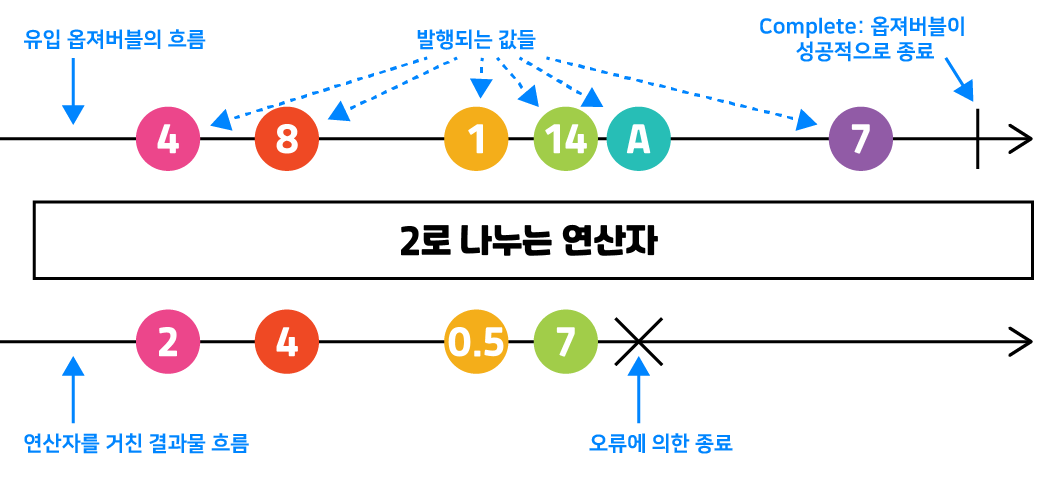 유입 옵져버블의 흐름
발행되는 값들
Complete: 옵져버블이
성공적으로 종료
4
8
1
14
A
7
2로 나누는 연산자
2
4
0.5
7
연산자를 거친 결과물 흐름
오류에 의한 종료